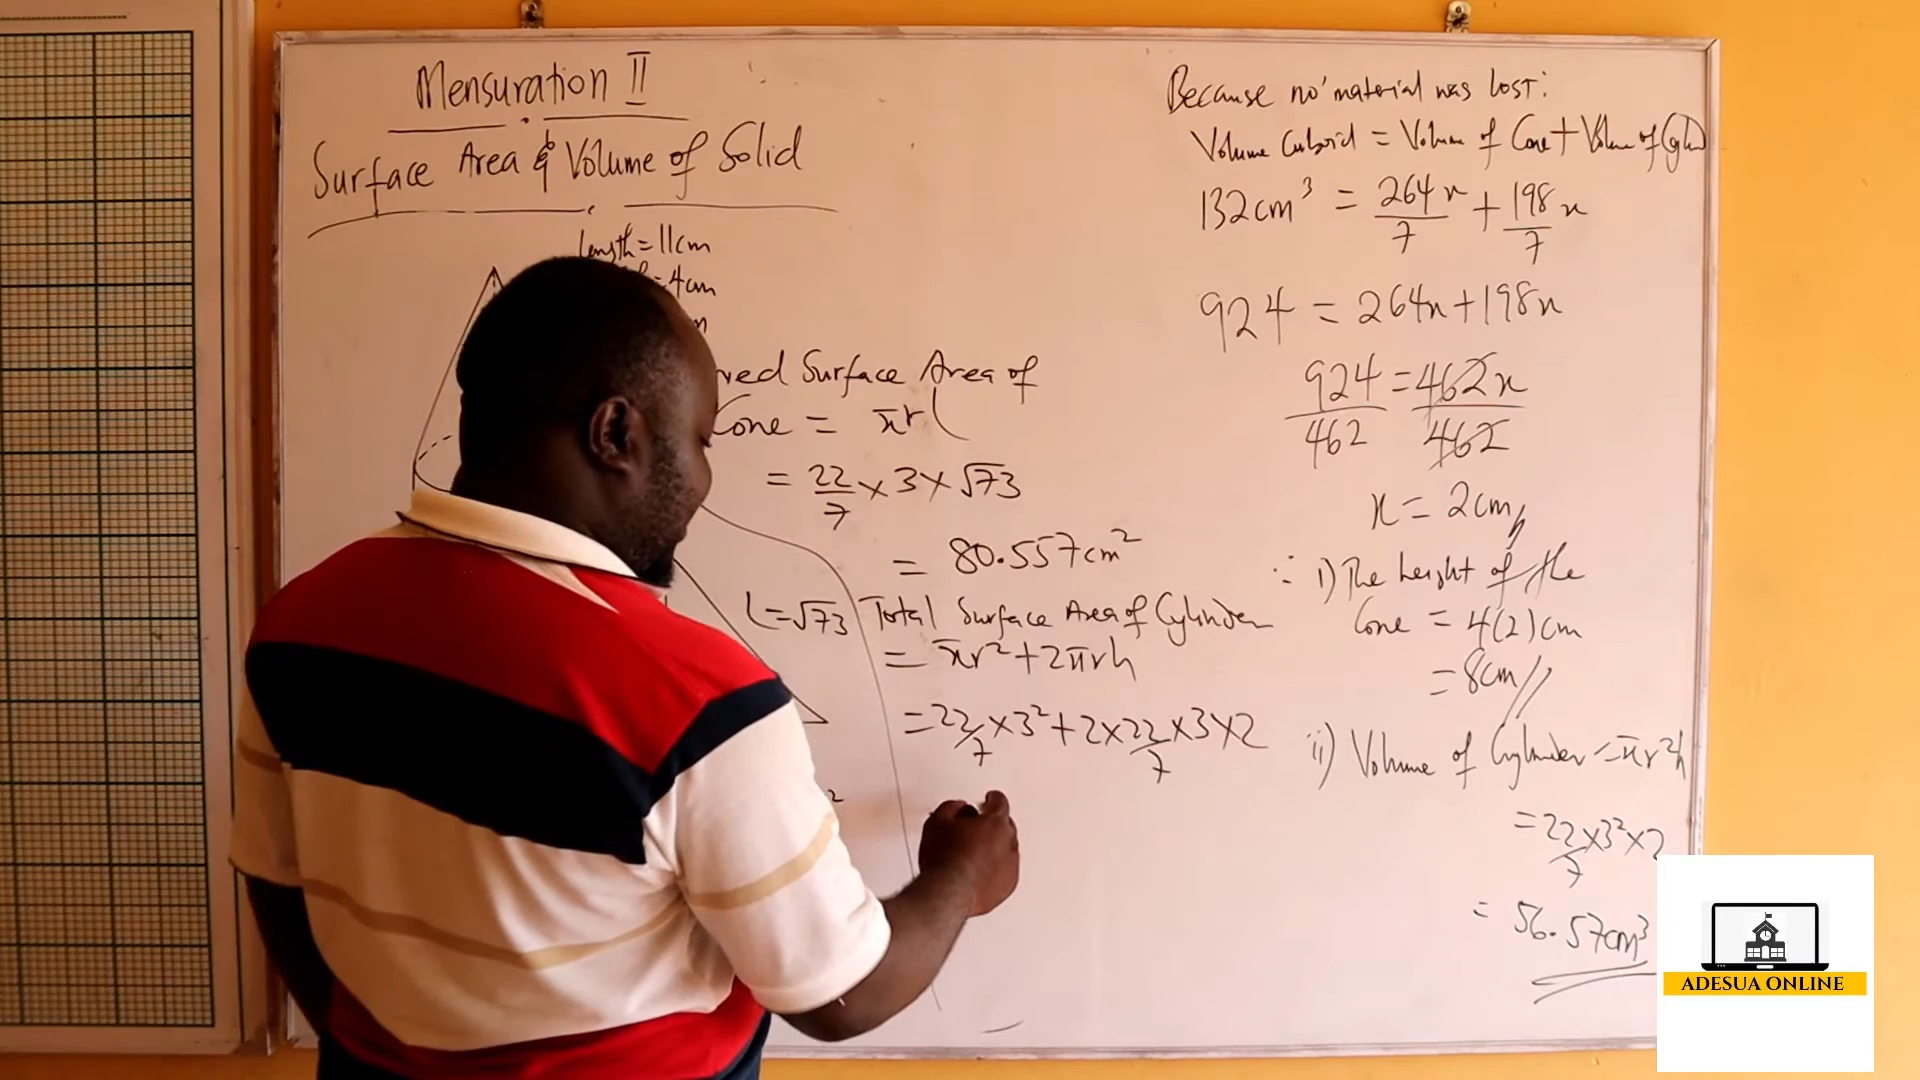 Mensuration II
Surface Area & Volume of Solid
length = 11cm
= 4cm
ved Surface Area of
Cone = πrl
= 22/7 × 3 × √73
= 80.557cm²
l = √73
Total Surface Area of Cylinder
= πr² + 2πrh
= 22/7 × 3² + 2 × 22/7 × 3 × 2
Because no material was lost:
Volume Cuboid = Volume of Cone + Volume of Cylin
132cm³ = 264x/7 + 198x/7
924 = 264x + 198x
924/462 = 462x/462
x = 2cm
∴ i) The height of the
Cone = 4(2)cm
= 8cm
ii) Volume of Cylinder = πr²h
= 22/7 × 3² × 2
= 56.57cm³
ADESUA ONLINE